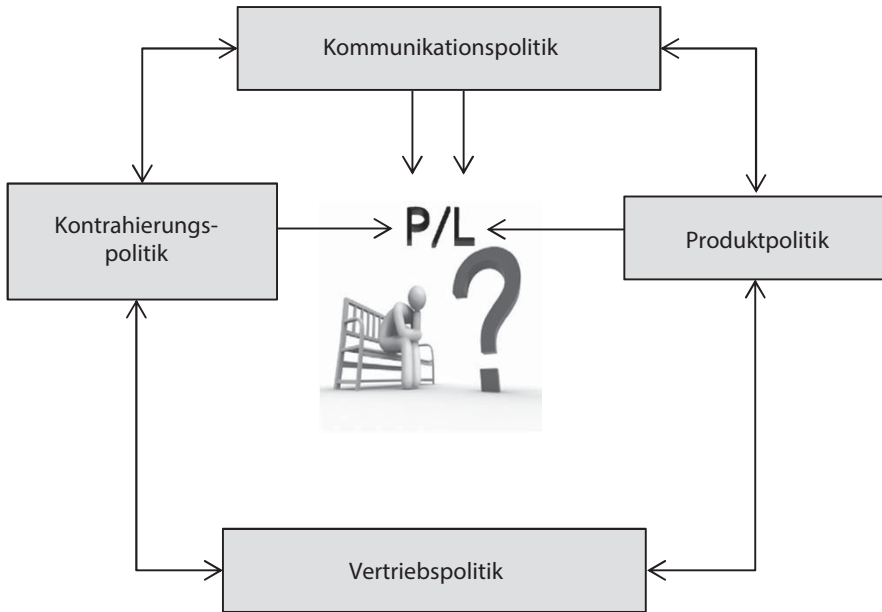 Kommunikationspolitik
Kontrahierungs-
politik
P/L
Produktpolitik
Vertriebspolitik